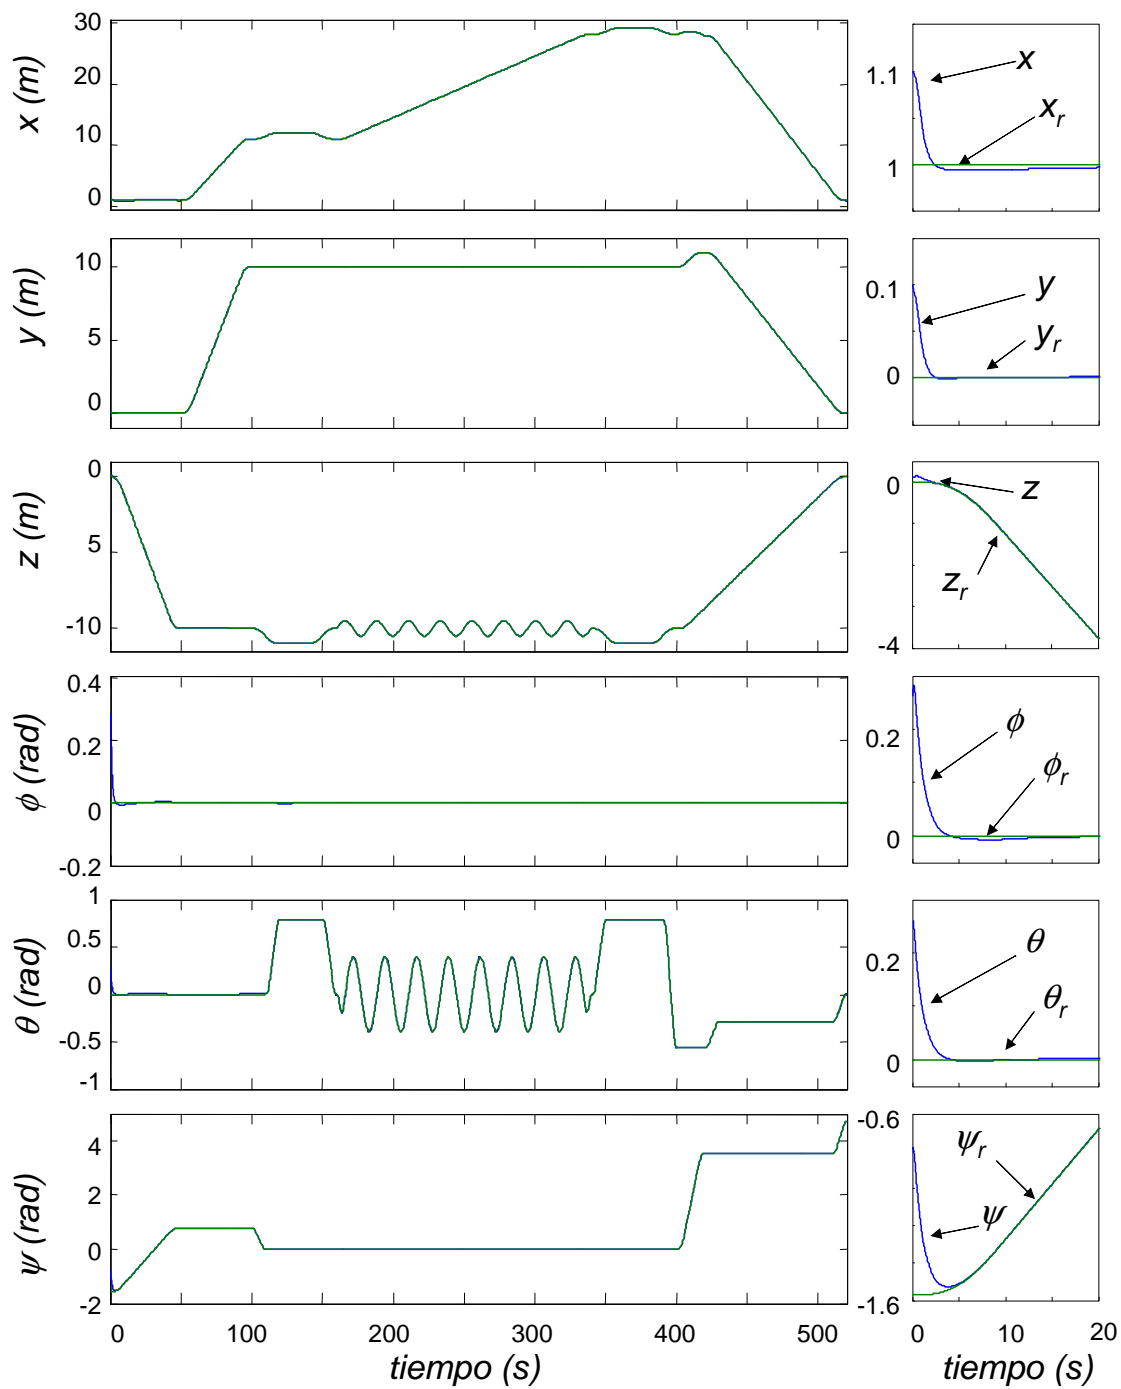 x (m)
30
20
10
0
1.1
1
x
x_r
y (m)
10
5
0
0.1
0
y
y_r
z (m)
0
5
-10
0
-4
z
z_r
ϕ (rad)
0.4
0.2
0
-0.2
0.2
0
ϕ
ϕ_r
θ (rad)
1
0.5
0
-0.5
-1
0.2
0
θ
θ_r
ψ (rad)
4
2
0
-2
-0.6
-1.6
ψ_r
ψ
0 100 200 300 400 500
tiempo (s)
0 10 20
tiempo (s)